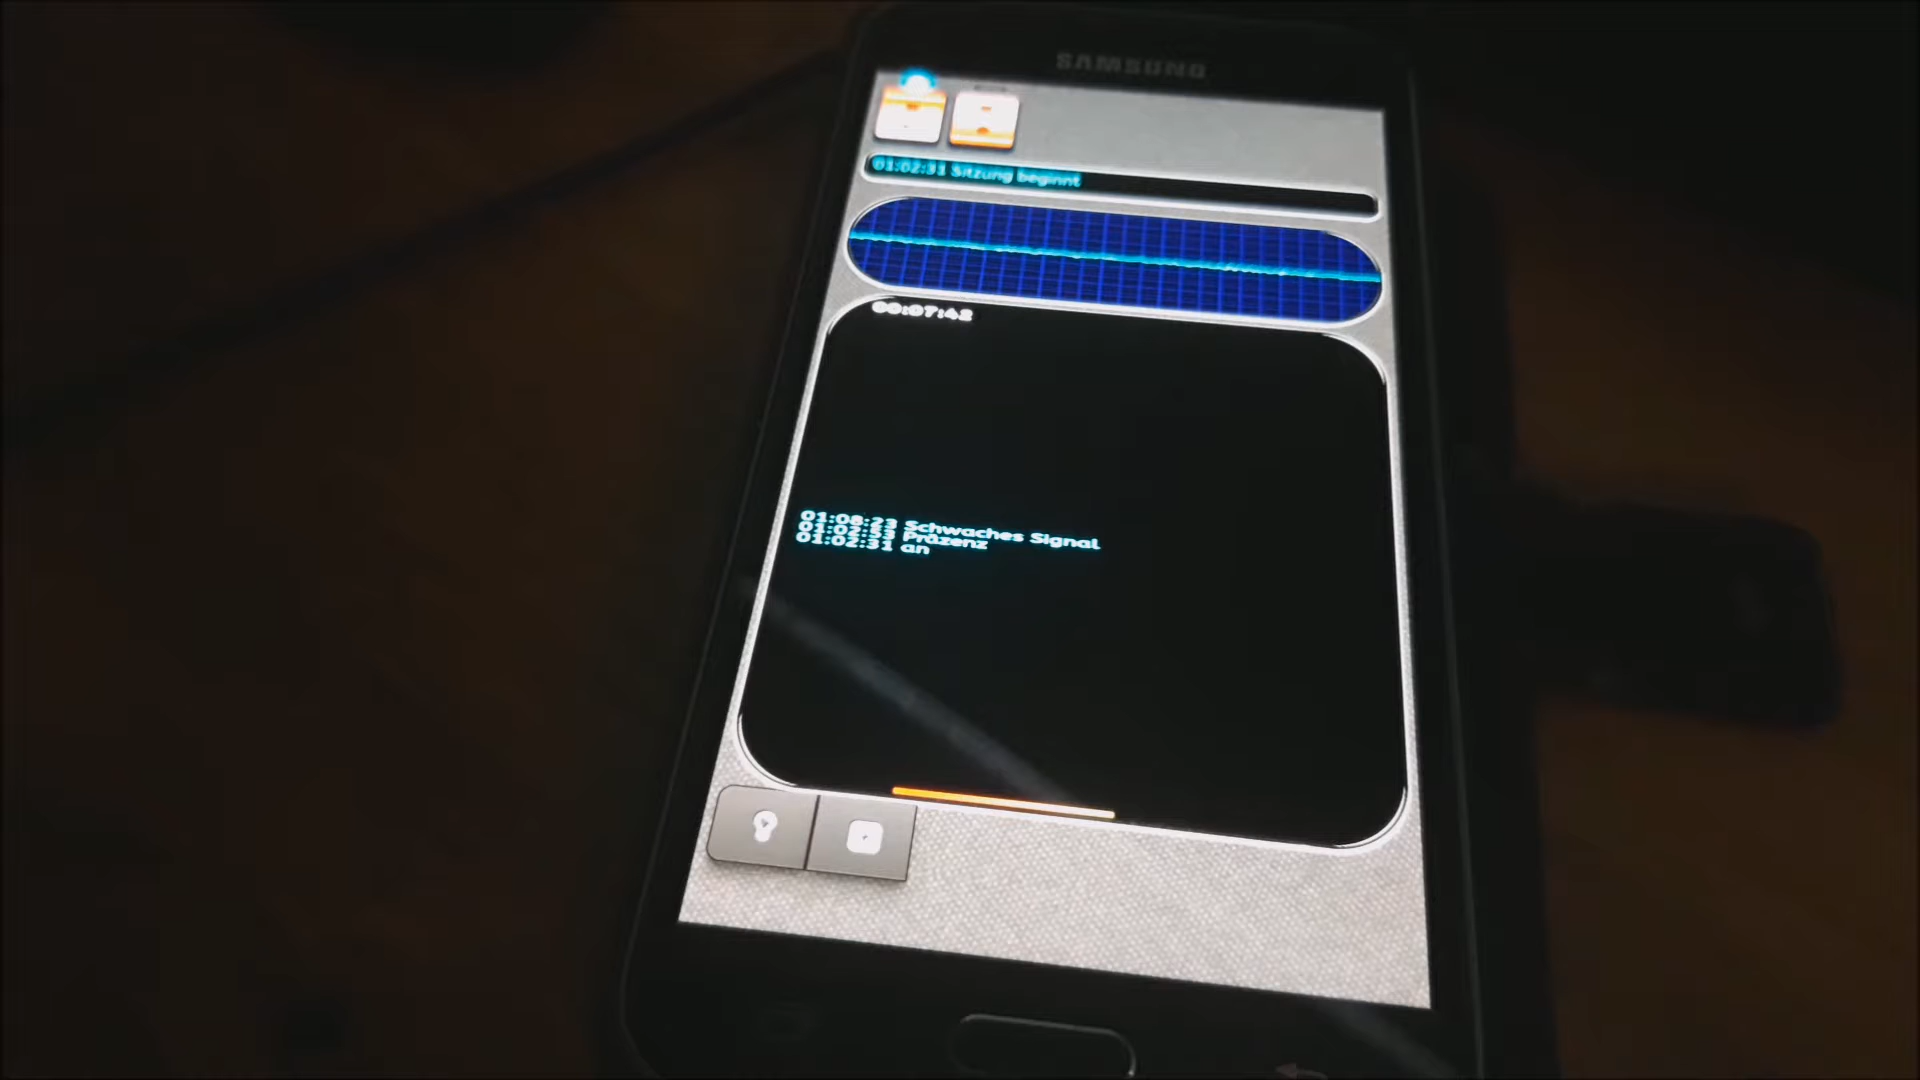 SAMSUNG
01:02:31 Sitzung beginnt
00:07:42
01:08:23 Schwaches Signal
01:02:53 Präzenz
01:02:31 an